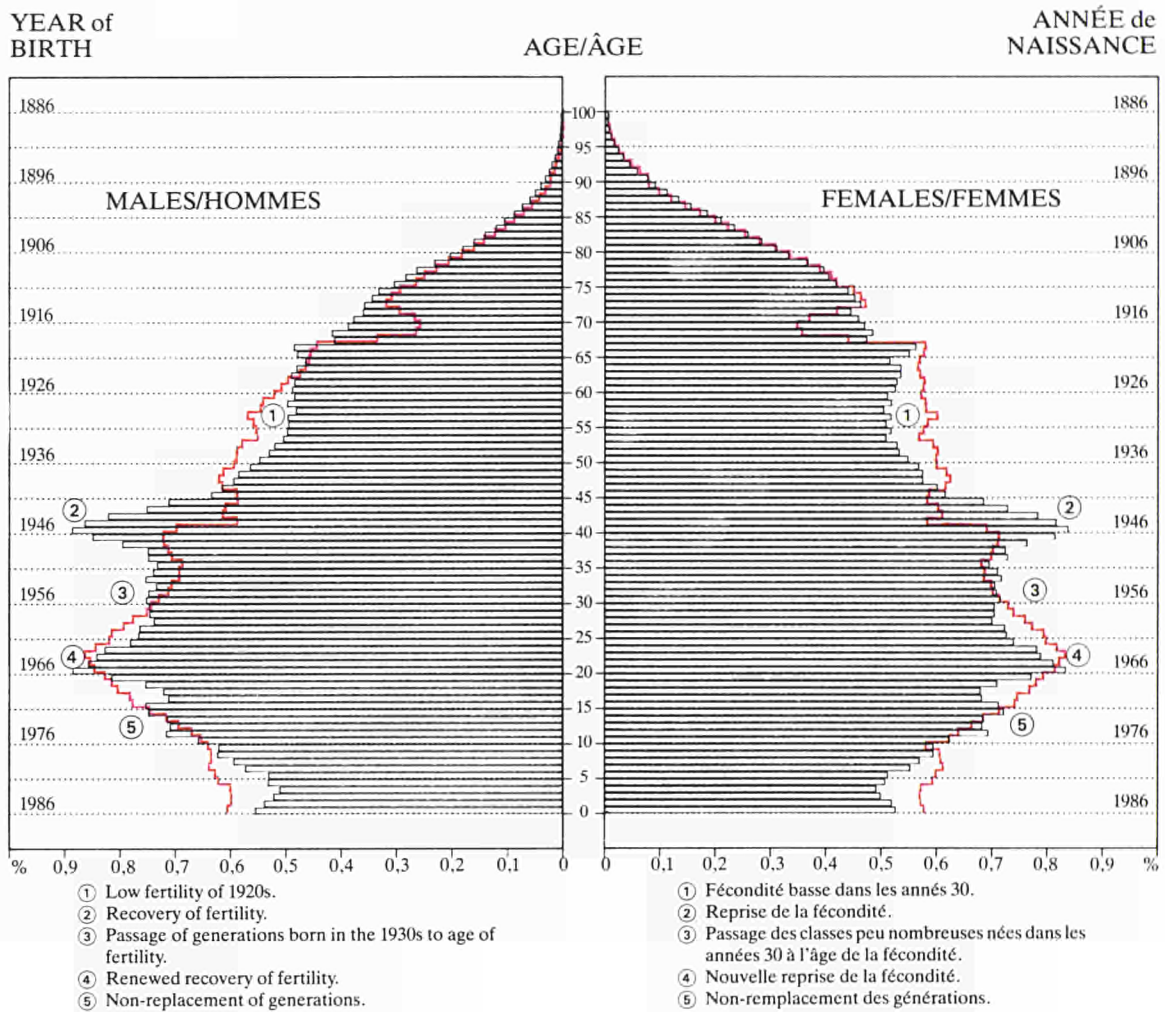 YEAR of
BIRTH
AGE/ÂGE
ANNÉE de
NAISSANCE
1886
100
1886
95
1896
90
1896
MALES/HOMMES
FEMALES/FEMMES
85
1906
80
1906
75
1916
70
1916
65
1926
60
1926
1
55
1
1936
50
1936
45
2
2
1946
40
1946
35
3
3
1956
30
1956
25
4
4
1966
20
1966
15
5
5
1976
10
1976
5
1986
0
1986
% 0,9 0,8 0,7 0,6 0,5 0,4 0,3 0,2 0,1 0
0 0,1 0,2 0,3 0,4 0,5 0,6 0,7 0,8 0,9 %
1 Low fertility of 1920s.
2 Recovery of fertility.
3 Passage of generations born in the 1930s to age of
fertility.
4 Renewed recovery of fertility.
5 Non-replacement of generations.
1 Fécondité basse dans les annés 30.
2 Reprise de la fécondité.
3 Passage des classes peu nombreuses nées dans les
années 30 à l'âge de la fécondité.
4 Nouvelle reprise de la fécondité.
5 Non-remplacement des générations.